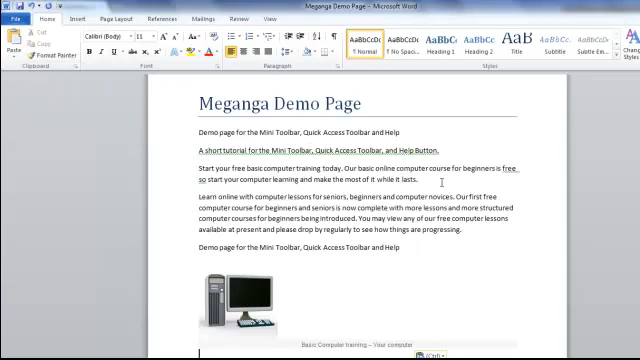 Meganga Demo Page - Microsoft Word
File Home Insert Page Layout References Mailings Review View
Cut
Copy
Paste
Format Painter
Calibri (Body) 11
AaBbCcDc AaBbCcDc AaBbC AaBbCc AaB AaBbCc. AaBbCcDc
¶ Normal ¶ No Spaci... Heading 1 Heading 2 Title Subtitle Subtle Em...
Change
Styles
Clipboard Font Paragraph Styles
Meganga Demo Page
Demo page for the Mini Toolbar, Quick Access Toolbar and Help
A short tutorial for the Mini Toolbar, Quick Access Toolbar, and Help Button.
Start your free basic computer training today. Our basic online computer course for beginners is free
so start your computer learning and make the most of it while it lasts.
Learn online with computer lessons for seniors, beginners and computer novices. Our first free
computer course for beginners and seniors is now complete with more lessons and more structured
computer courses for beginners being introduced. You may view any of our free computer lessons
available at present and please drop by regularly to see how things are progressing.
Demo page for the Mini Toolbar, Quick Access Toolbar and Help
Basic Computer training – Your computer
(Ctrl)